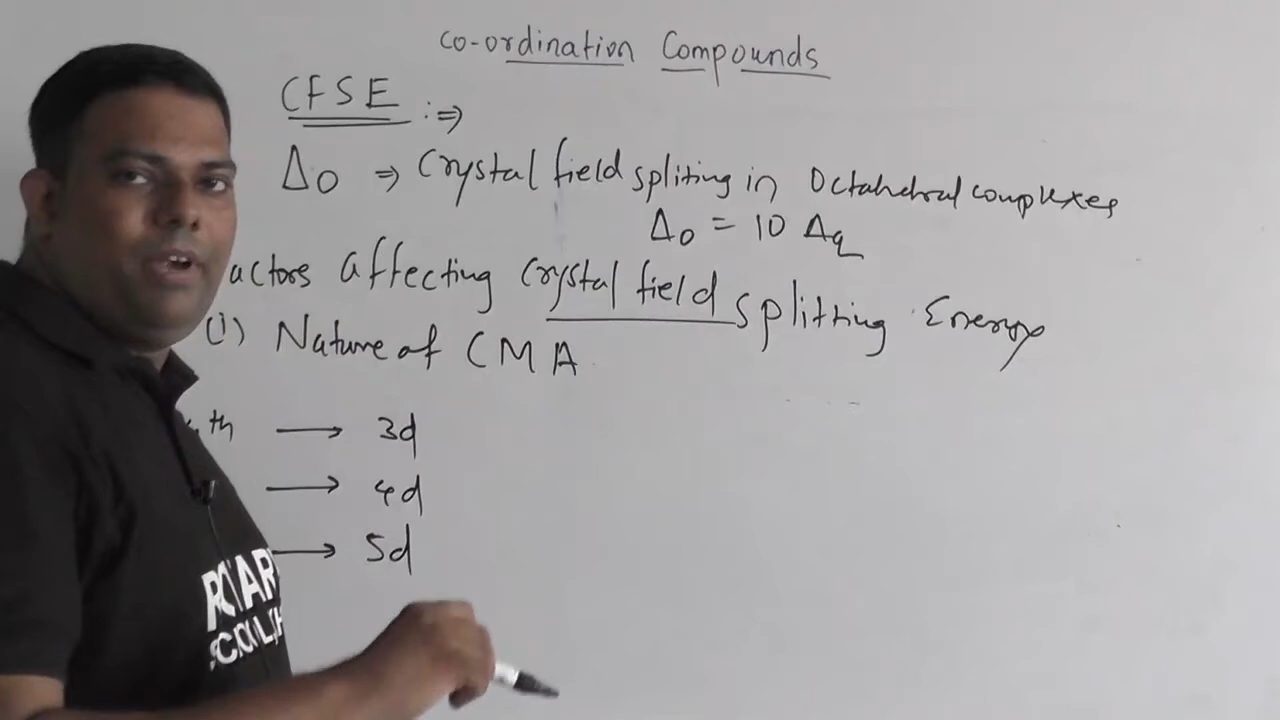 co-ordination Compounds
CFSE :⇒
Δo ⇒ Crystal field spliting in Octahedral complexes
Δo = 10 Δq
actors affecting Crystal field splitting Energy
(i) Nature of CMA
th → 3d
→ 4d
→ 5d